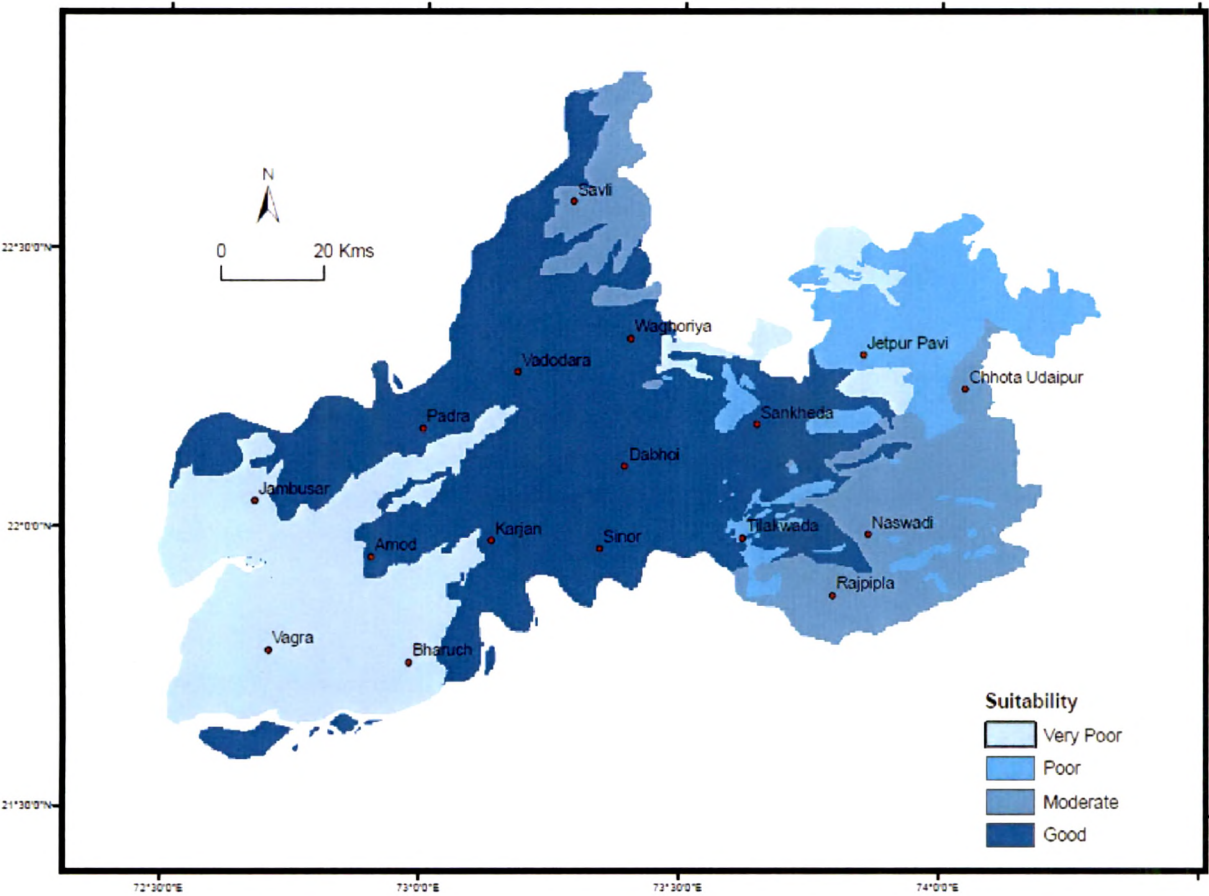 N
0 20 Kms
Savli
22°30'0"N
Waghoriya
Vadodara
Jetpur Pavi
Chhota Udaipur
Padra
Sankheda
Dabhoi
Jambusar
22°0'0"N
Amod
Karjan
Sinor
Tilakwada
Naswadi
Rajpipla
Vagra
Bharuch
Suitability
Very Poor
Poor
Moderate
Good
21°30'0"N
72°30'0"E 73°0'0"E 73°30'0"E 74°0'0"E